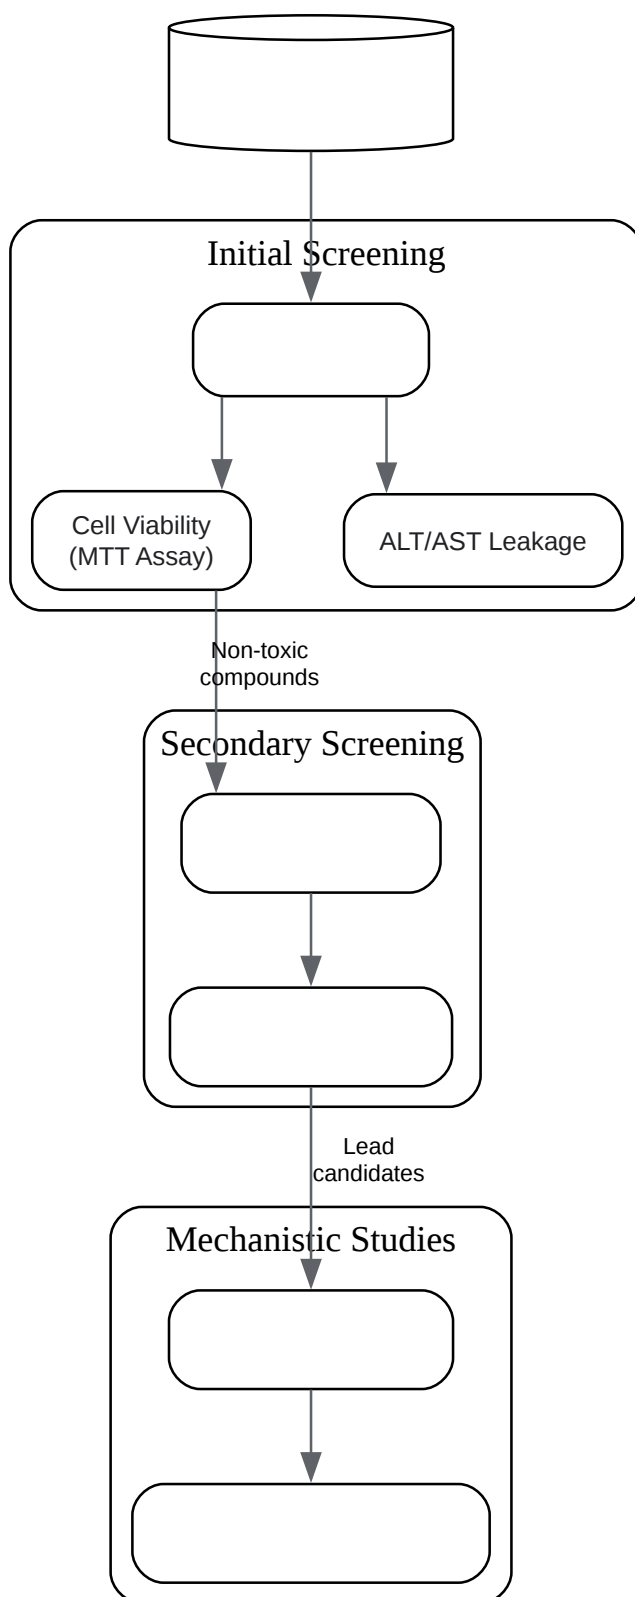 Initial Screening
Cell Viability
(MTT Assay)
ALT/AST Leakage
Non-toxic
compounds
Secondary Screening
Lead
candidates
Mechanistic Studies